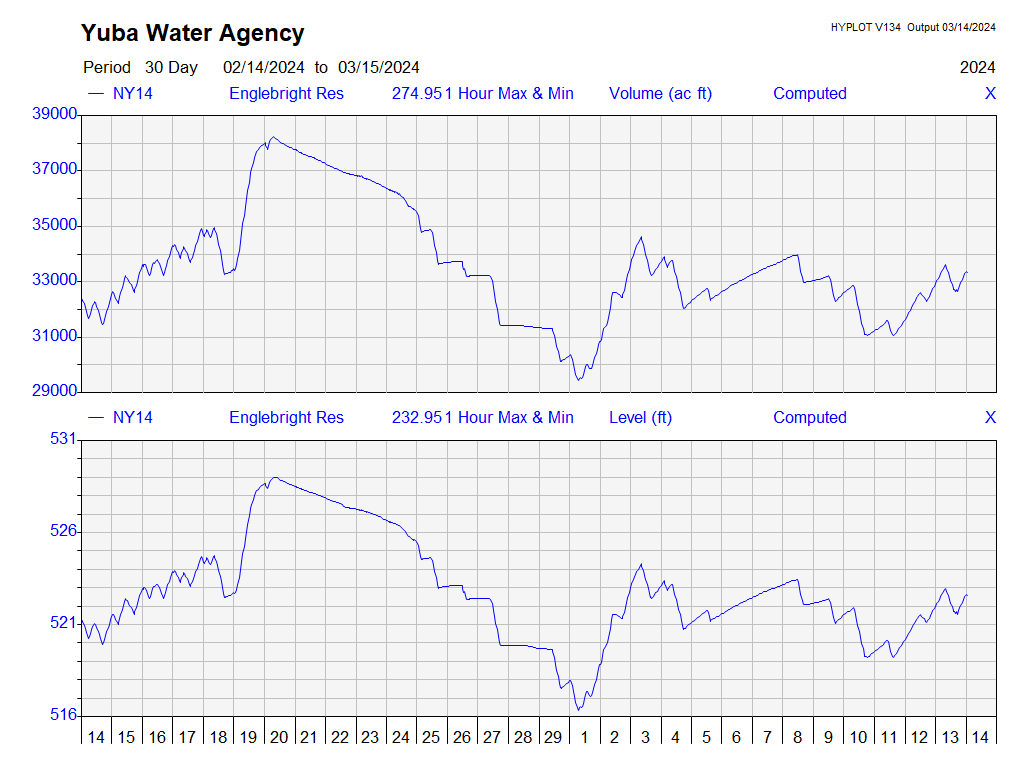 Yuba Water Agency
HYPLOT V134 Output 03/14/2024
Period 30 Day 02/14/2024 to 03/15/2024 2024
NY14 Englebright Res 274.951 Hour Max & Min Volume (ac ft) Computed X
39000
37000
35000
33000
31000
29000
NY14 Englebright Res 232.951 Hour Max & Min Level (ft) Computed X
531
526
521
516
14 15 16 17 18 19 20 21 22 23 24 25 26 27 28 29 1 2 3 4 5 6 7 8 9 10 11 12 13 14